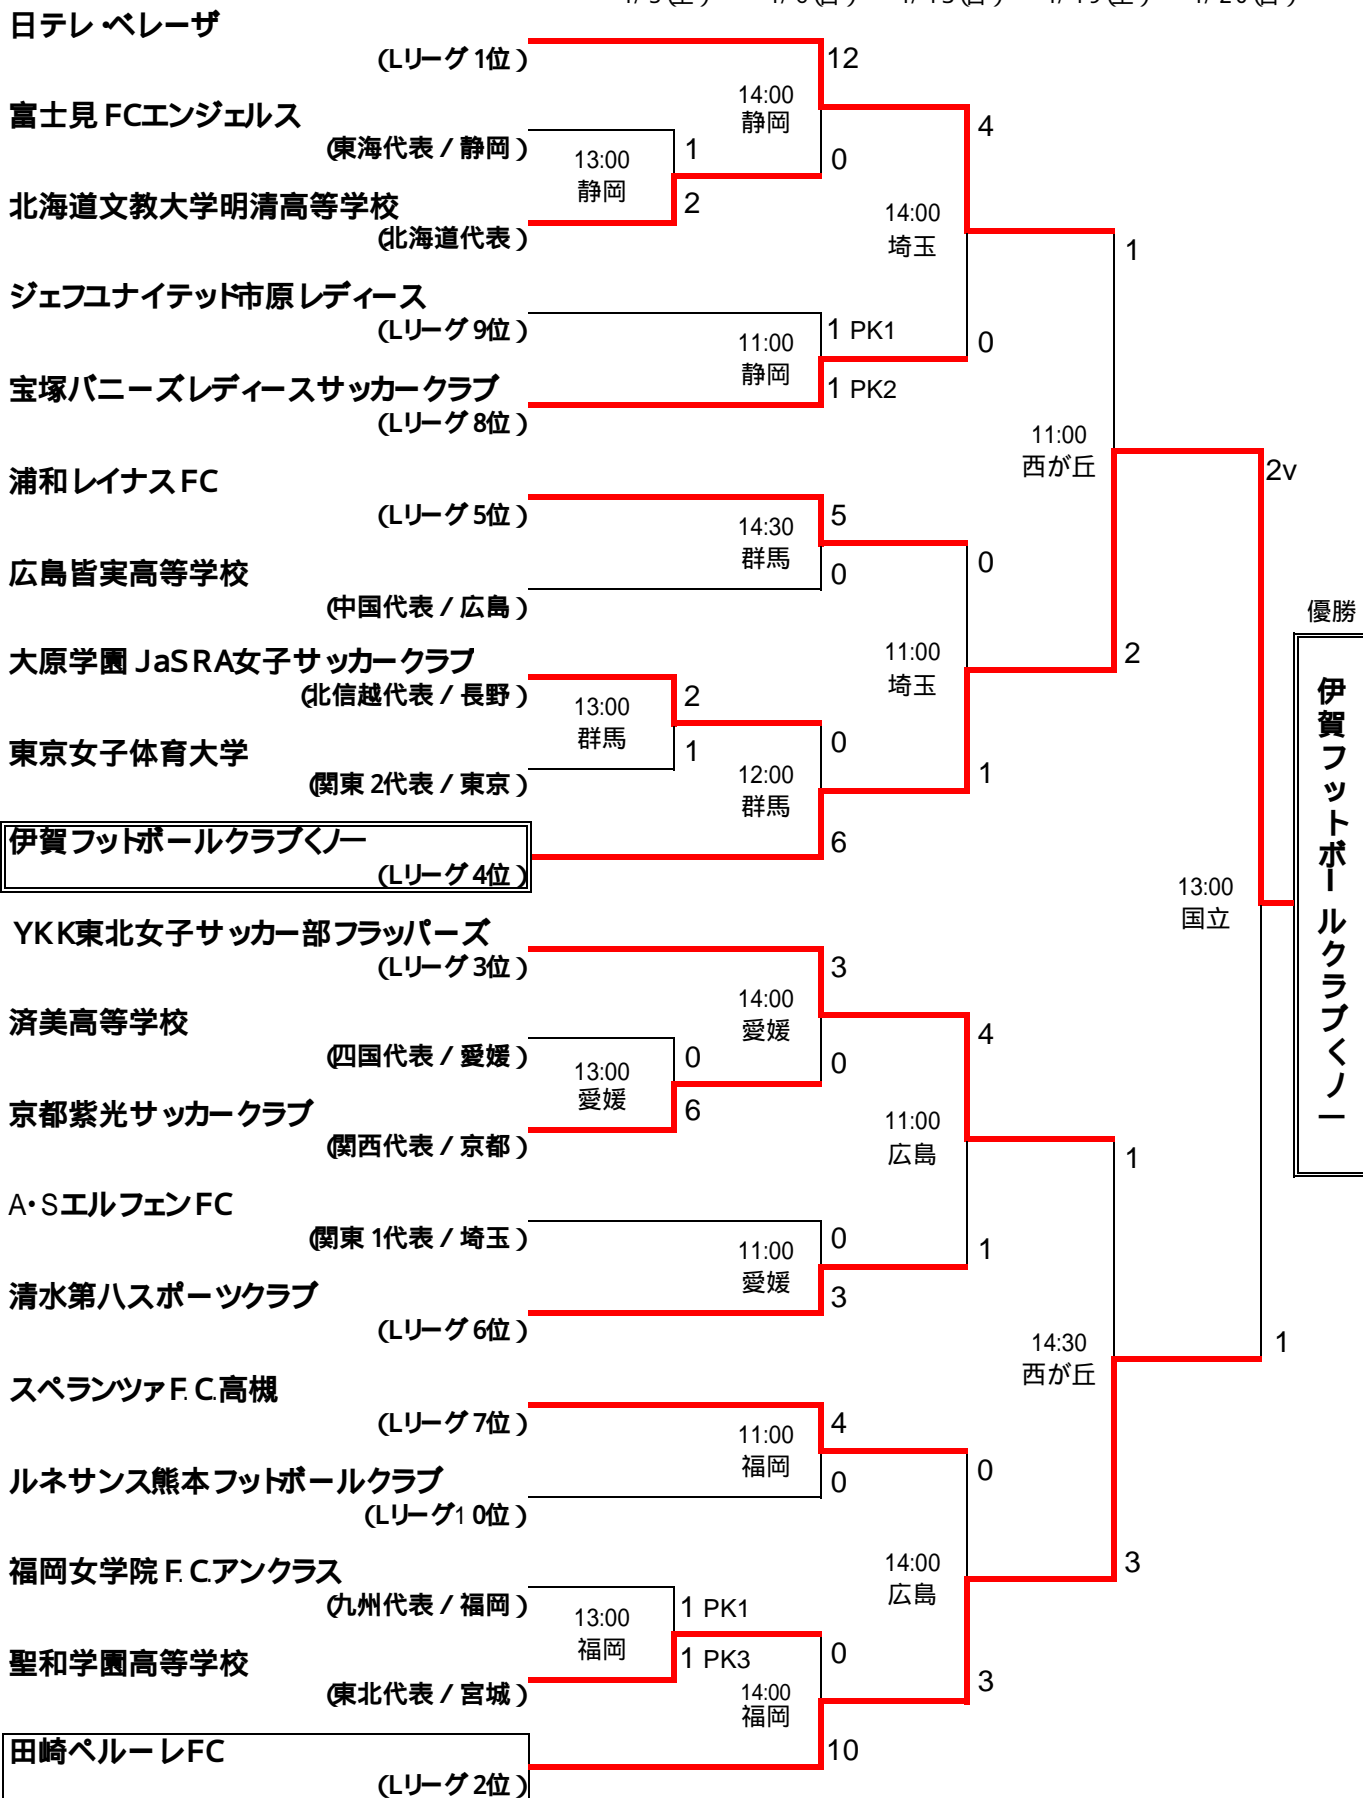 日テレ・ベレーザ
(Lリーグ 1位)
12
14:00
静岡
4
富士見 FCエンジェルス
(東海代表 / 静岡)
1
0
13:00
静岡
北海道文教大学明清高等学校
2
(北海道代表)
14:00
埼玉
1
ジェフユナイテッド市原レディース
(Lリーグ 9位)
1 PK1
0
11:00
静岡
宝塚バニーズレディースサッカークラブ
1 PK2
(Lリーグ 8位)
11:00
西が丘
2v
浦和レイナスFC
(Lリーグ 5位)
5
14:30
群馬
0
広島皆実高等学校
0
(中国代表 / 広島)
優勝
大原学園 JaSRA女子サッカークラブ
(北信越代表 / 長野)
2
11:00
埼玉
2
13:00
群馬
東京女子体育大学
1
0
(関東 2代表 / 東京)
12:00
群馬
1
伊賀フットボールクラブくノ一
6
(Lリーグ 4位)
伊賀フットボールクラブくノ一
13:00
国立
YKK東北女子サッカー部フラッパーズ
(Lリーグ 3位)
3
14:00
愛媛
4
済美高等学校
(四国代表 / 愛媛)
0
0
13:00
愛媛
京都紫光サッカークラブ
6
(関西代表 / 京都)
11:00
広島
1
A・SエルフェンFC
(関東 1代表 / 埼玉)
0
1
11:00
愛媛
清水第八スポーツクラブ
3
(Lリーグ 6位)
14:30
西が丘
1
スペランツァF.C.高槻
(Lリーグ 7位)
4
11:00
福岡
0
ルネサンス熊本フットボールクラブ
0
(Lリーグ10位)
福岡女学院 F.C.アンクラス
(九州代表 / 福岡)
1 PK1
14:00
広島
3
13:00
福岡
聖和学園高等学校
1 PK3
0
(東北代表 / 宮城)
14:00
福岡
3
田崎ペルーレFC
10
(Lリーグ 2位)